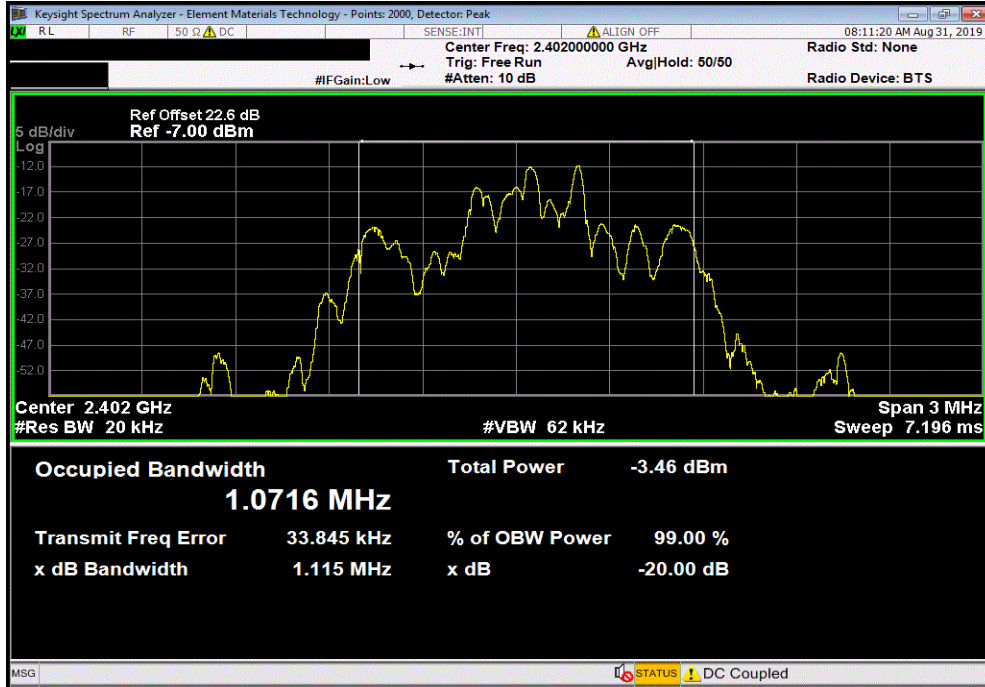 Keysight Spectrum Analyzer - Element Materials Technology - Points: 2000, Detector: Peak
LXI RL RF 50 Ω DC SENSE:INT ALIGN OFF 08:11:20 AM Aug 31, 2019
Center Freq: 2.402000000 GHz Radio Std: None
Trig: Free Run Avg|Hold: 50/50
#IFGain:Low #Atten: 10 dB Radio Device: BTS
Ref Offset 22.6 dB
5 dB/div Ref -7.00 dBm
Log
-12.0
-17.0
-22.0
-27.0
-32.0
-37.0
-42.0
-47.0
-52.0
Center 2.402 GHz Span 3 MHz
#Res BW 20 kHz #VBW 62 kHz Sweep 7.196 ms
Occupied Bandwidth Total Power -3.46 dBm
1.0716 MHz
Transmit Freq Error 33.845 kHz % of OBW Power 99.00 %
x dB Bandwidth 1.115 MHz x dB -20.00 dB
MSG STATUS DC Coupled